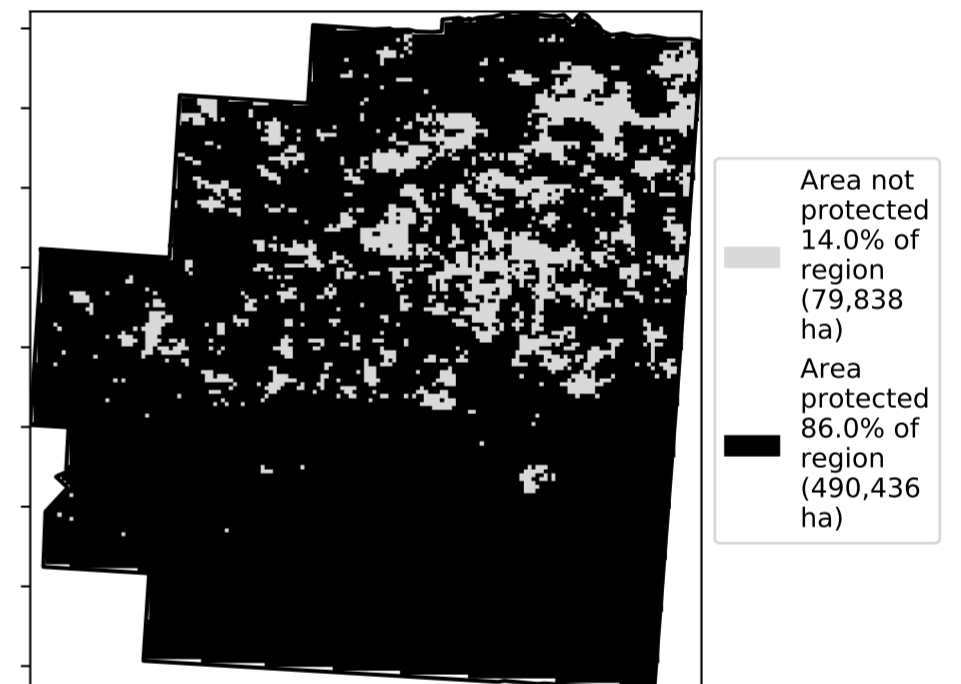 Area not
protected
14.0% of
region
(79,838
ha)
Area
protected
86.0% of
region
(490,436
ha)